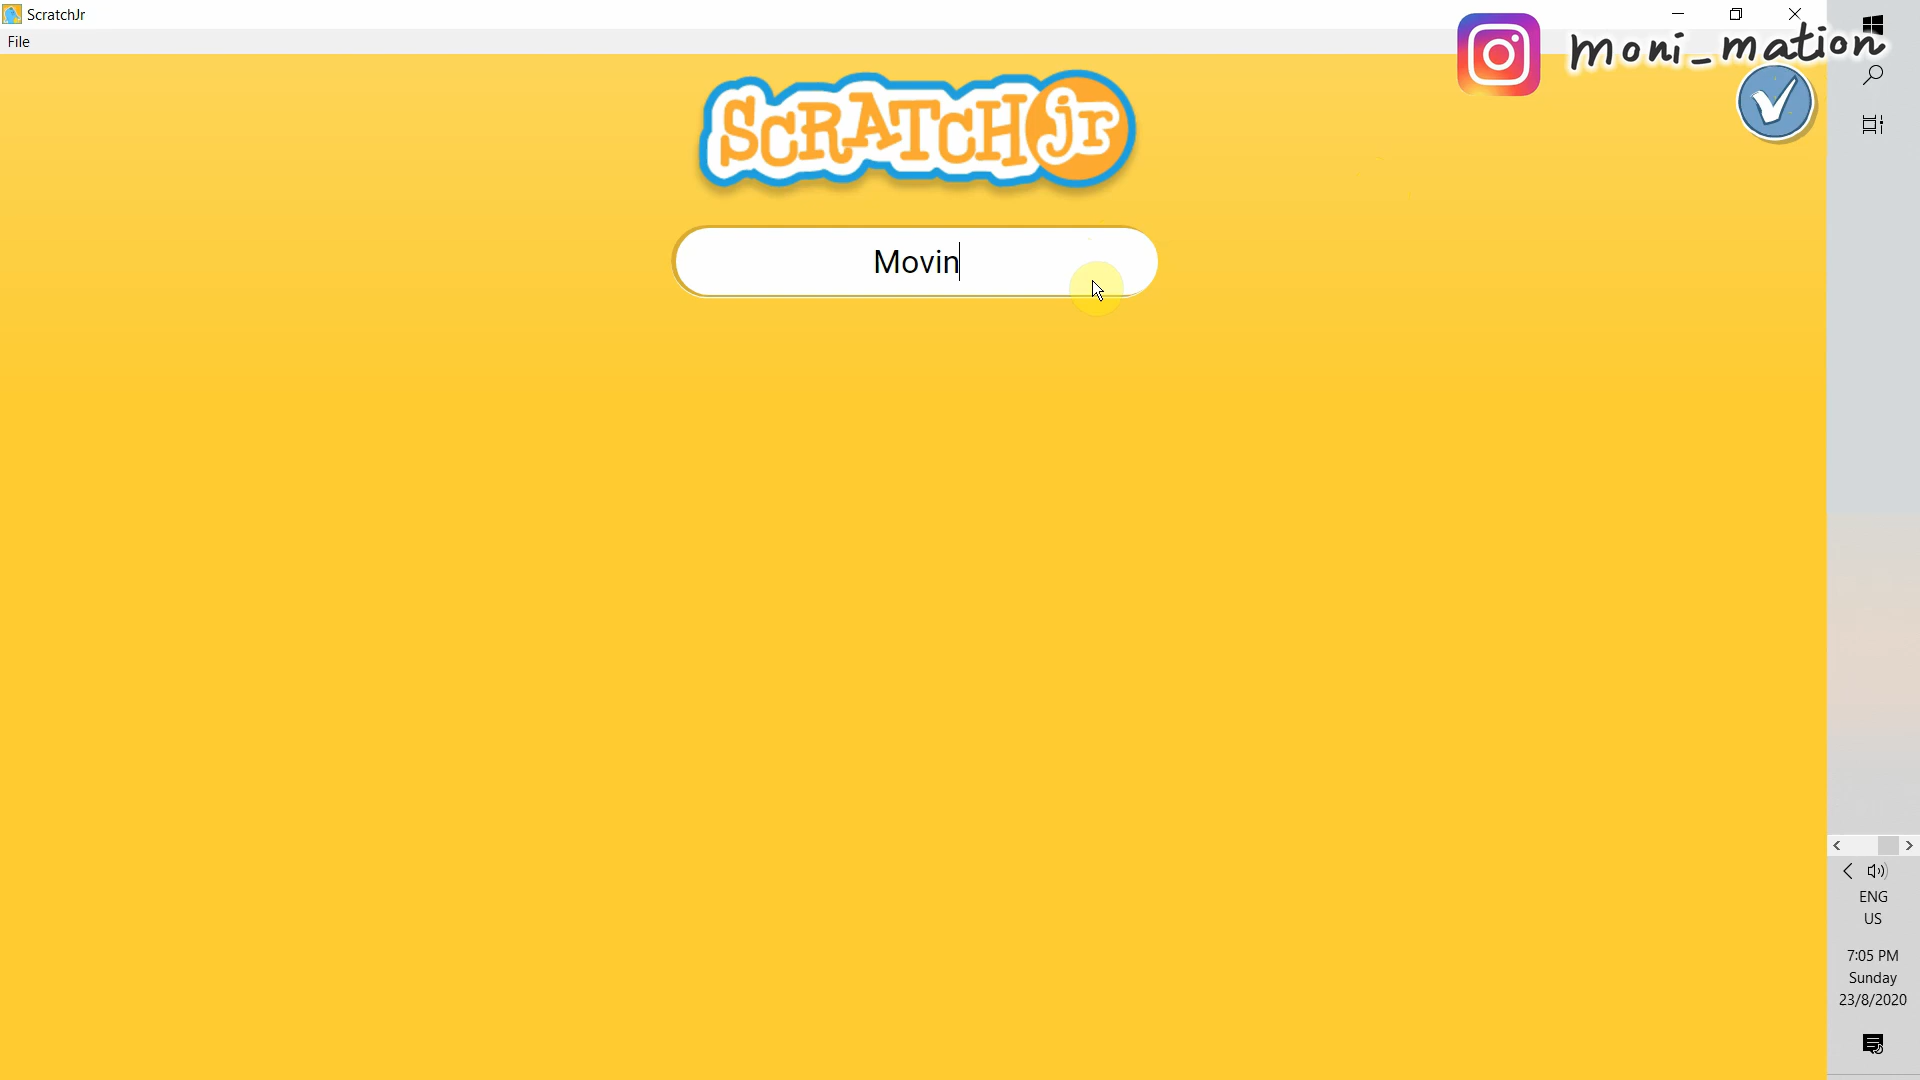 ScratchJr
File
moni_mation
SCRATCH jr
Movin
ENG
US
7:05 PM
Sunday
23/8/2020